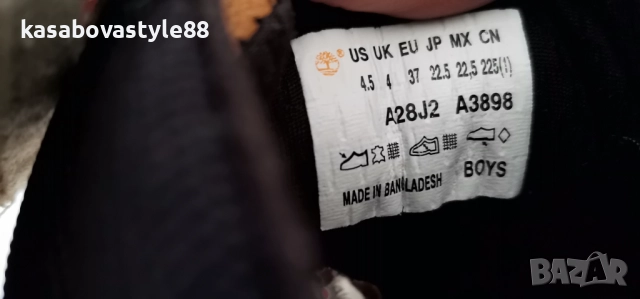 kasabovastyle88
US UK EU JP MX CN
4.5 4 37 22.5 22,5 225(1)
A28J2 A3898
MADE IN BANGLADESH BOYS
BAZAR